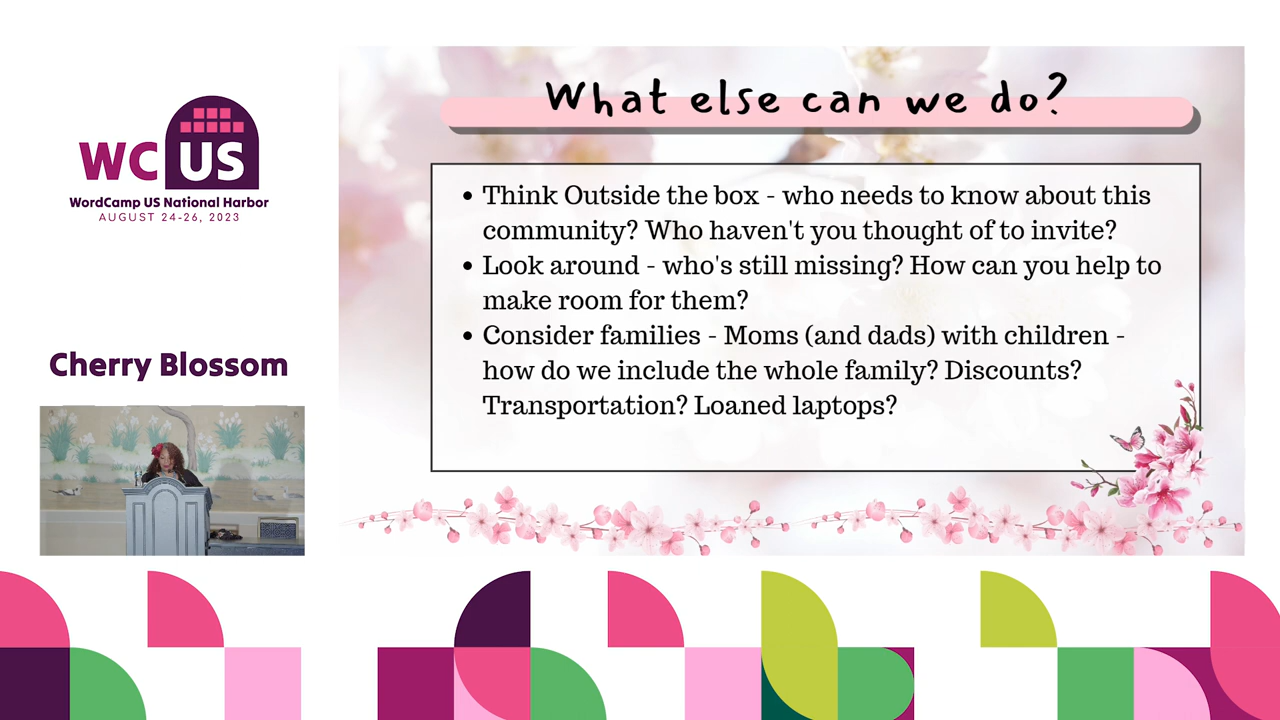 WC US
WordCamp US National Harbor
AUGUST 24-26, 2023
Cherry Blossom
What else can we do?
• Think Outside the box - who needs to know about this
community? Who haven't you thought of to invite?
• Look around - who's still missing? How can you help to
make room for them?
• Consider families - Moms (and dads) with children -
how do we include the whole family? Discounts?
Transportation? Loaned laptops?